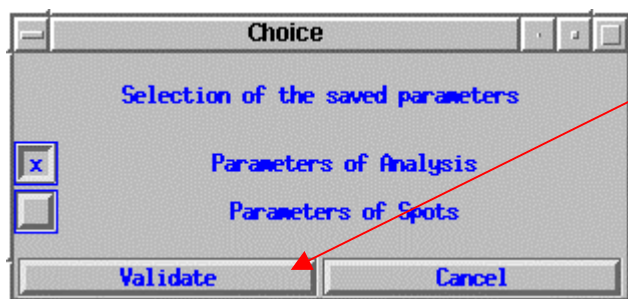 Choice
Selection of the saved parameters
x Parameters of Analysis
Parameters of Spots
Validate Cancel